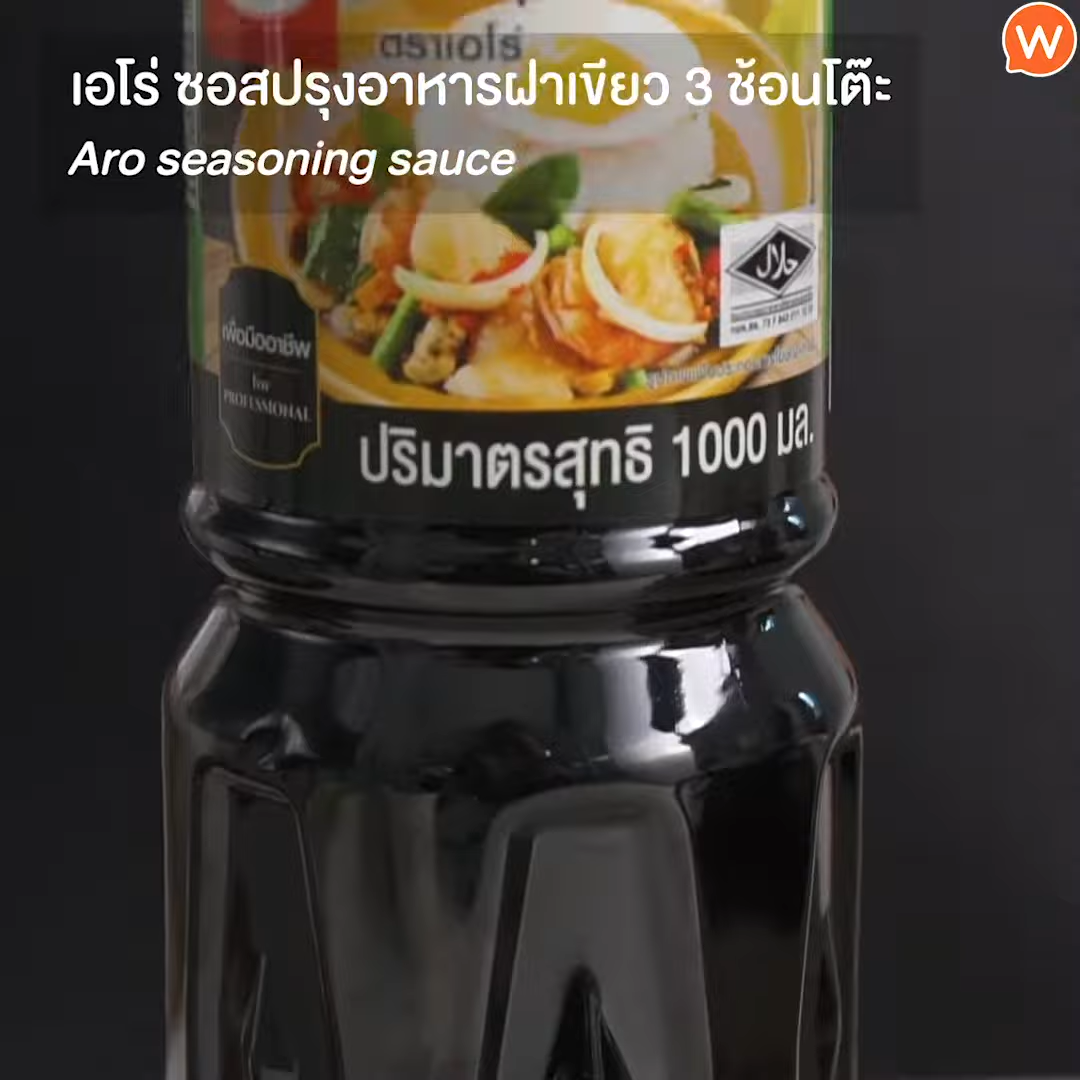 ตราเอโร่
เอโร่ ซอสปรุงอาหารฝาเขียว 3 ช้อนโต๊ะ
Aro seasoning sauce
W
حلال
เพื่อมืออาชีพ
for
PROFESSIONAL
ปริมาตรสุทธิ 1000 มล.